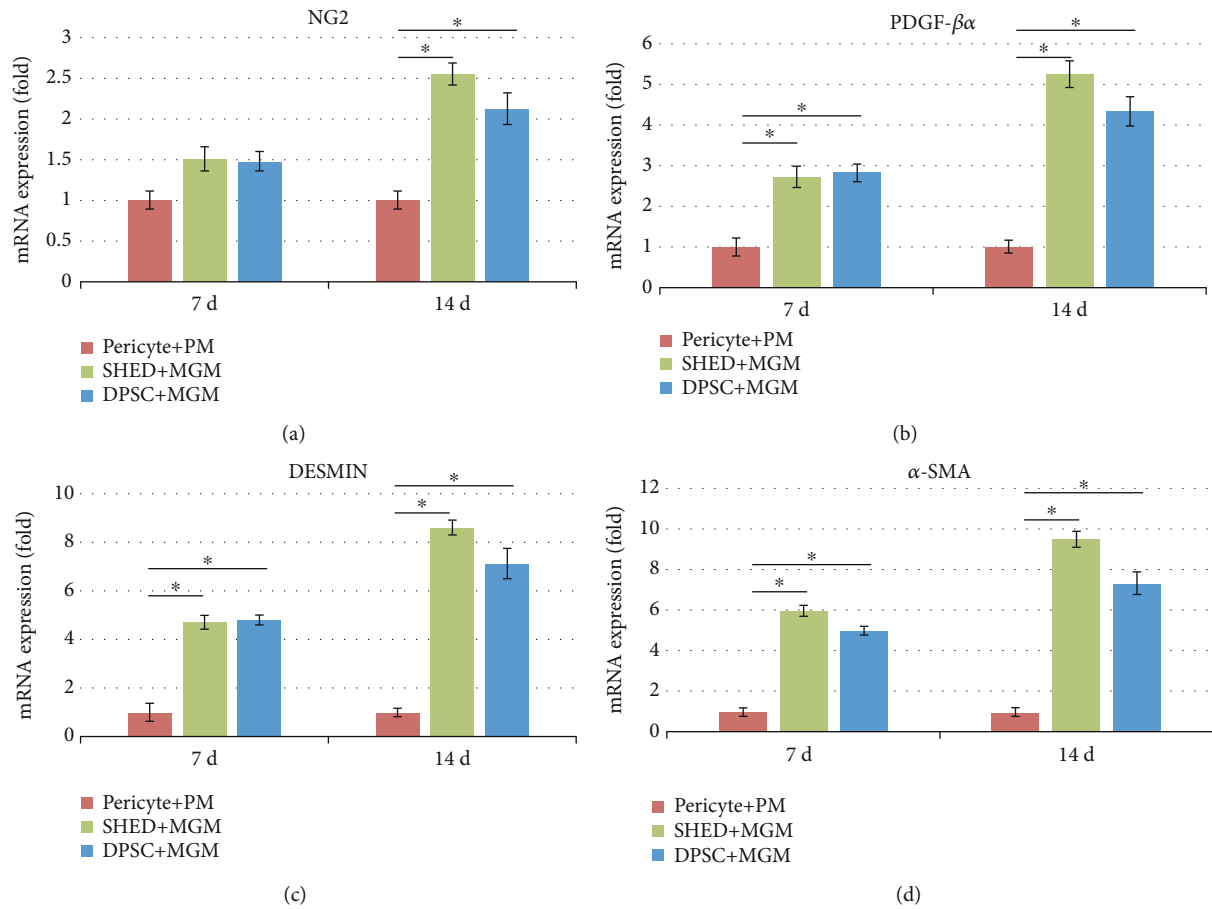 NG2
mRNA expression (fold)
3
2.5
2
1.5
1
0.5
0
*
*
7 d
14 d
Pericyte+PM
SHED+MGM
DPSC+MGM
(a)
PDGF-βα
mRNA expression (fold)
6
5
4
3
2
1
0
*
*
*
*
7 d
14 d
Pericyte+PM
SHED+MGM
DPSC+MGM
(b)
DESMIN
mRNA expression (fold)
10
8
6
4
2
0
*
*
*
*
7 d
14 d
Pericyte+PM
SHED+MGM
DPSC+MGM
(c)
α-SMA
mRNA expression (fold)
12
10
8
6
4
2
0
*
*
*
*
7 d
14 d
Pericyte+PM
SHED+MGM
DPSC+MGM
(d)